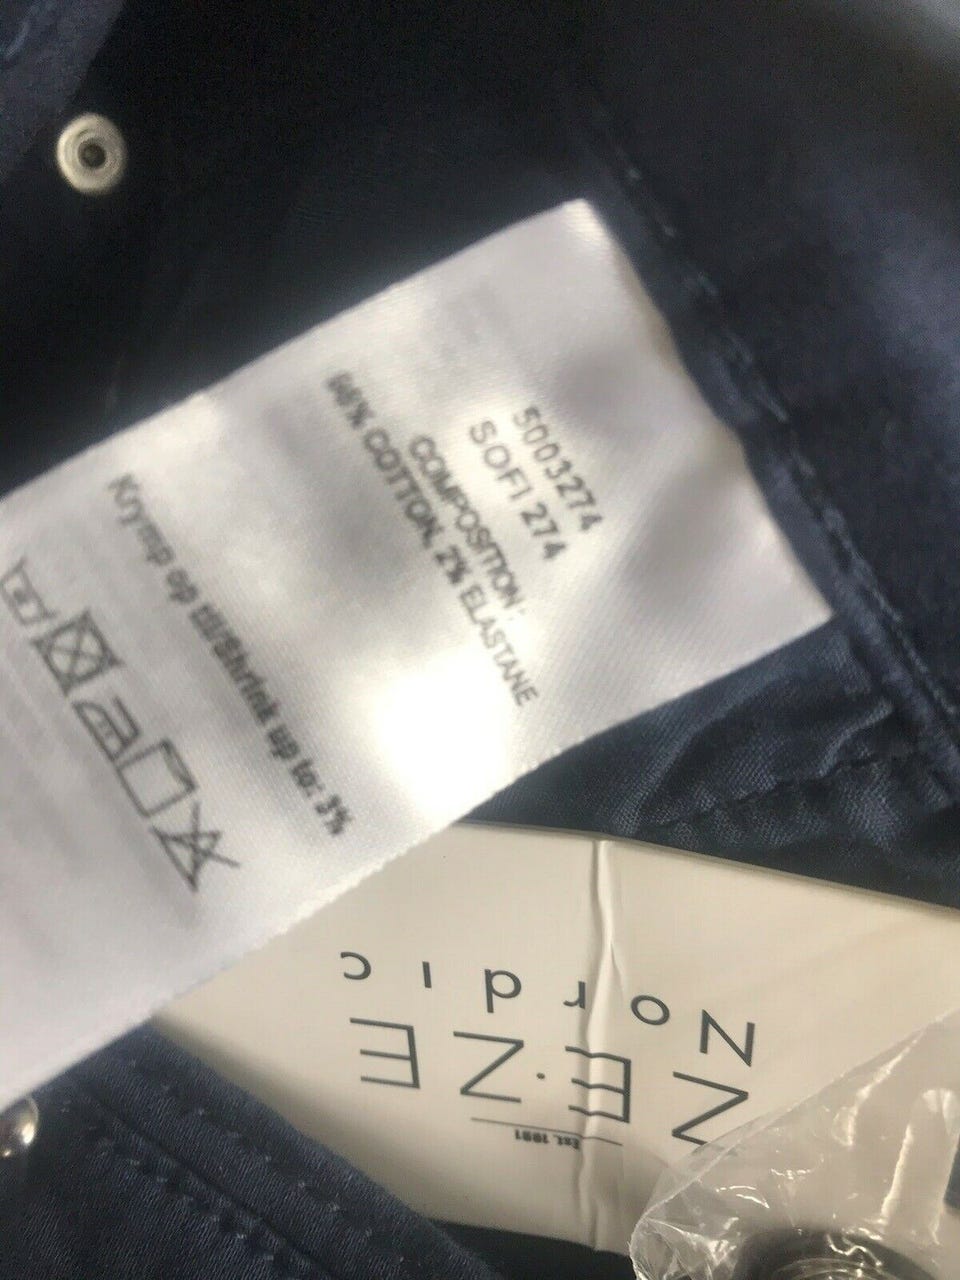 5003274
SOFI 274
COMPOSITION:
98% COTTON, 2% ELASTANE
Krymp op til/Shrink up to: 3%
Est. 1991
ZE-ZE
Nordic